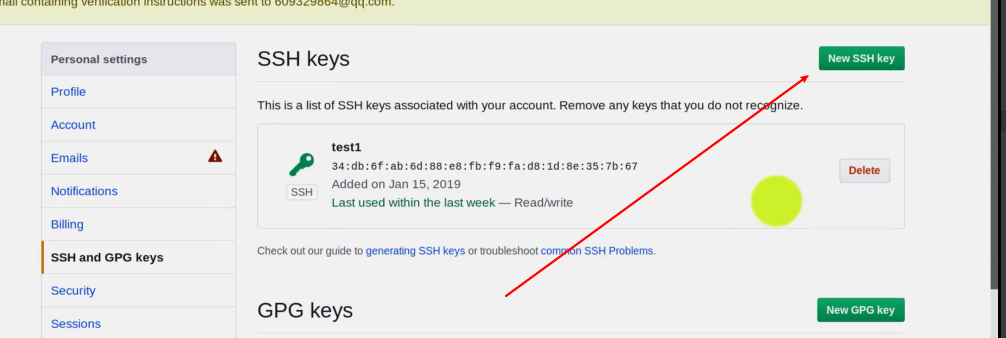 mail containing verification instructions was sent to 609329864@qq.com.
Personal settings
Profile
Account
Emails
Notifications
Billing
SSH and GPG keys
Security
Sessions
SSH keys
New SSH key
This is a list of SSH keys associated with your account. Remove any keys that you do not recognize.
test1
34:db:6f:ab:6d:88:e8:fb:f9:fa:d8:1d:8e:35:7b:67
SSH
Added on Jan 15, 2019
Last used within the last week — Read/write
Delete
Check out our guide to generating SSH keys or troubleshoot common SSH Problems.
GPG keys
New GPG key